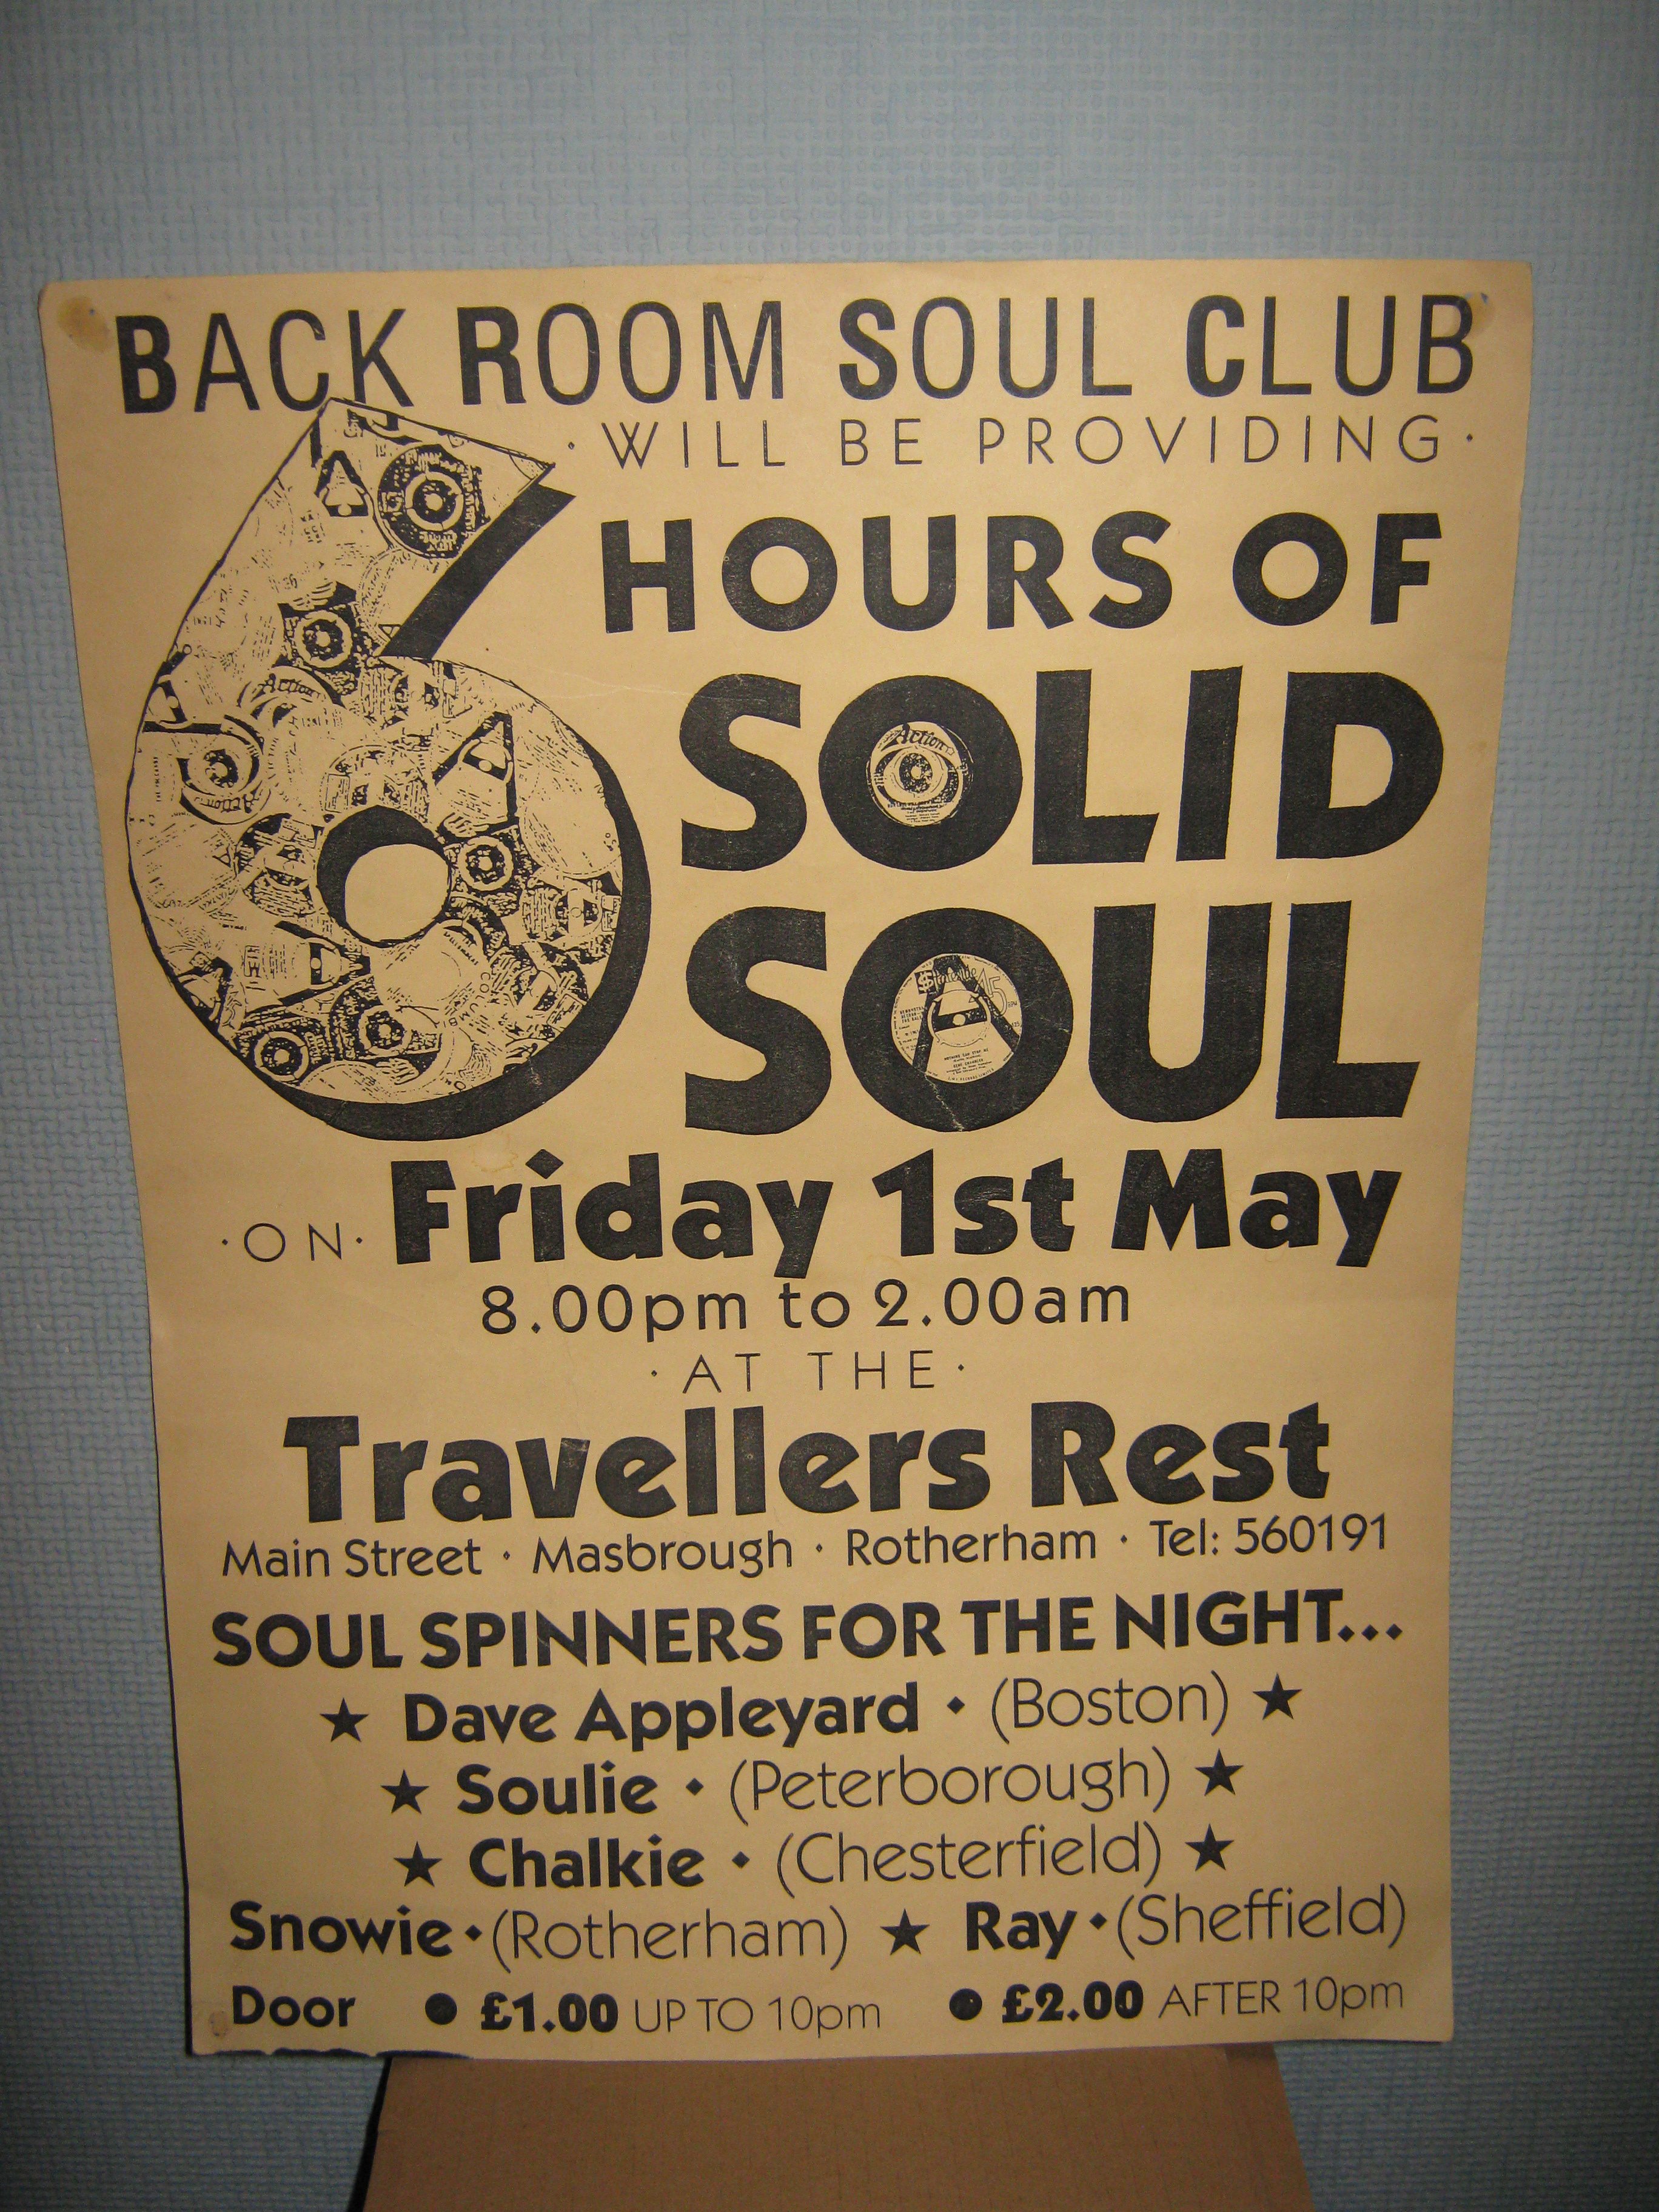 BACK ROOM SOUL CLUB
·WILL BE PROVIDING·
6 HOURS OF
SOLID
Action
SOUL
Stateside 45
·ON· Friday 1st May
8.00pm to 2.00am
·AT THE·
Travellers Rest
Main Street · Masbrough · Rotherham · Tel: 560191
SOUL SPINNERS FOR THE NIGHT...
★ Dave Appleyard • (Boston) ★
★ Soulie • (Peterborough) ★
★ Chalkie • (Chesterfield) ★
Snowie • (Rotherham) ★ Ray • (Sheffield)
Door ● £1.00 UP TO 10pm ● £2.00 AFTER 10pm